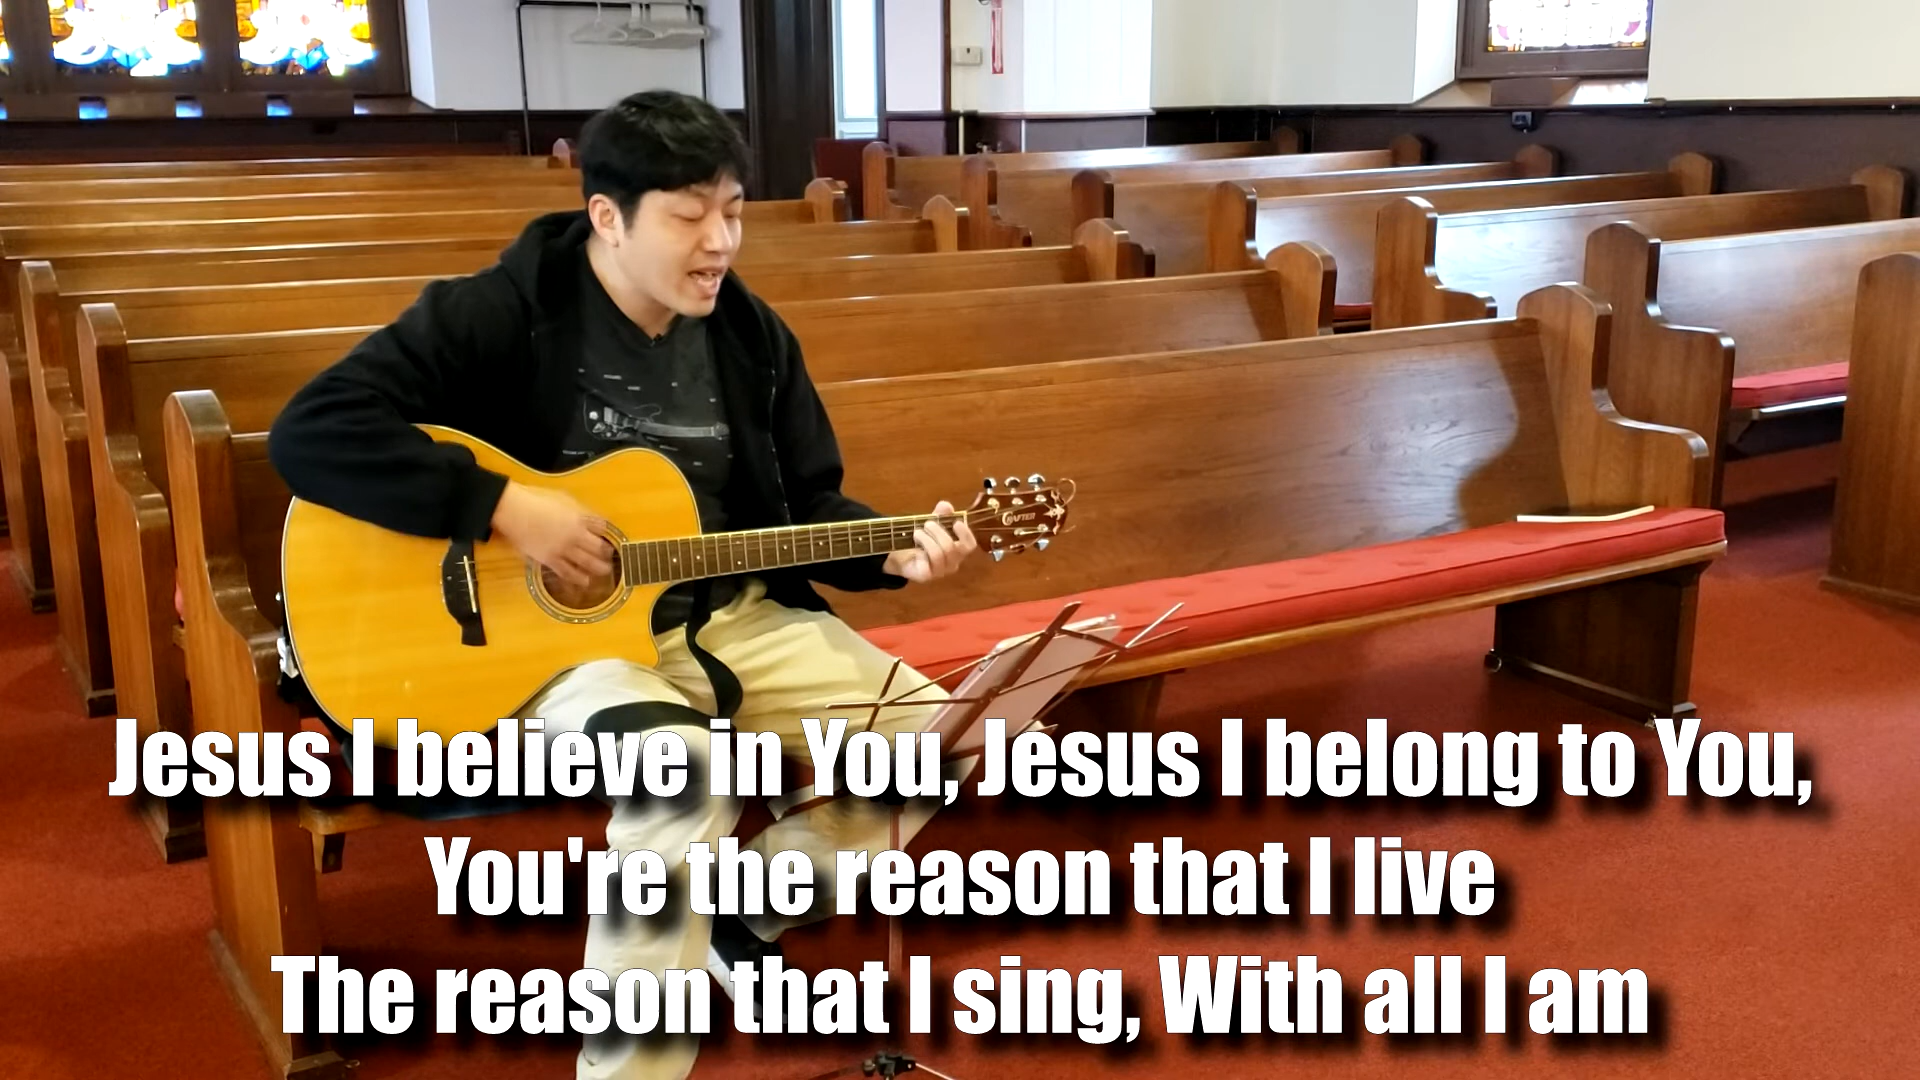 CRAFTER
Jesus I believe in You, Jesus I belong to You,
You're the reason that I live
The reason that I sing, With all I am